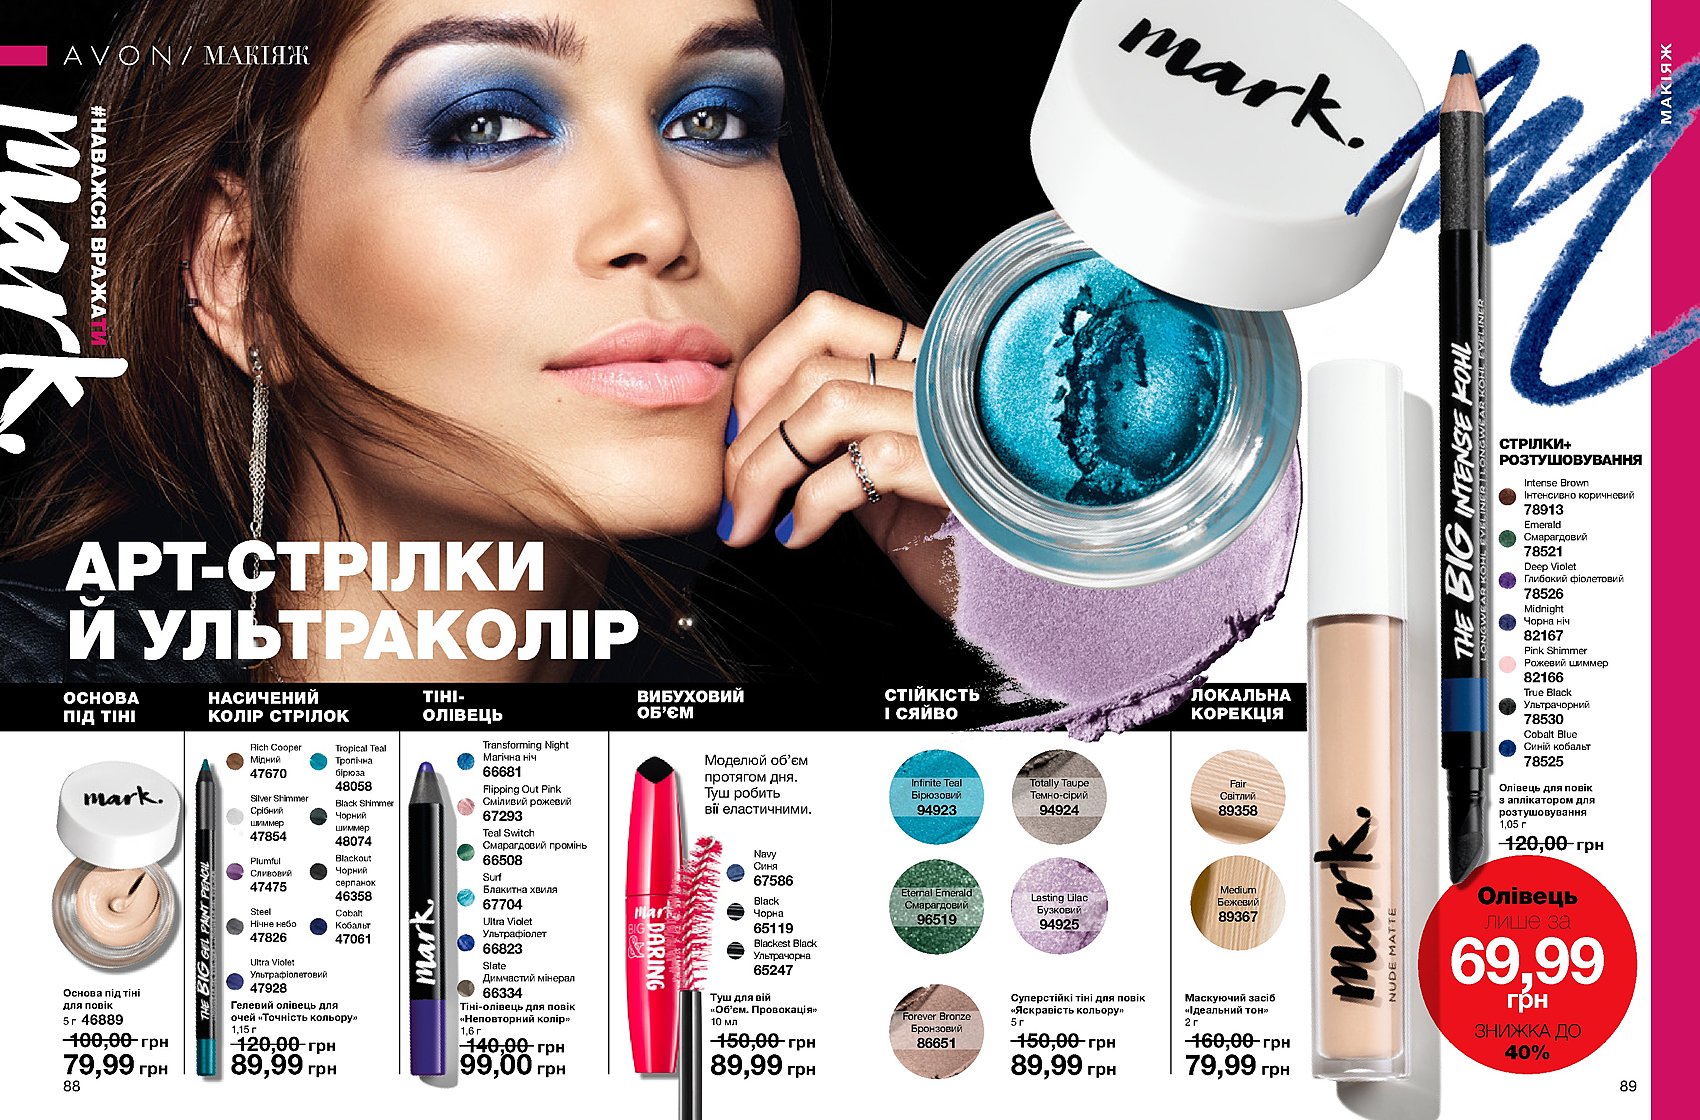 AVON/ МАКІЯЖ
mark.
#НАВАЖСЯ ВРАЖАТИ
mark.
МАКІЯЖ
АРТ-СТРІЛКИ
Й УЛЬТРАКОЛІР
THE BIG INTENSE KOHL
LONGWEAR KOHL EYELINER | LONGWEAR KOHL EYELINER
СТРІЛКИ+
РОЗТУШОВУВАННЯ
Intense Brown
Інтенсивно коричневий
78913
Emerald
Смарагдовий
78521
Deep Violet
Глибокий фіолетовий
78526
Midnight
Чорна ніч
82167
Pink Shimmer
Рожевий шиммер
82166
True Black
Ультрачорний
78530
Cobalt Blue
Синій кобальт
78525
Олівець для повік
з аплікатором для
розтушовування
1,05 г
120,00 грн
Олівець
лише за
69,99
грн
ЗНИЖКА ДО
40%
ОСНОВА
ПІД ТІНІ
mark.
Основа під тіні
для повік
5 г 46889
100,00 грн
79,99 грн
88
НАСИЧЕНИЙ
КОЛІР СТРІЛОК
THE BIG GEL PAINT PENCIL
Rich Cooper
Мідний
47670
Silver Shimmer
Срібний
шиммер
47854
Plumful
Сливовий
47475
Steel
Нічне небо
47826
Ultra Violet
Ультрафіолетовий
47928
Tropical Teal
Тропічна
бірюза
48058
Black Shimmer
Чорний
шиммер
48074
Blackout
Чорний
серпанок
46358
Cobalt
Кобальт
47061
Гелевий олівець для
очей «Точність кольору»
1,15 г
120,00 грн
89,99 грн
ТІНІ-
ОЛІВЕЦЬ
mark.
Transforming Night
Магічна ніч
66681
Flipping Out Pink
Сміливий рожевий
67293
Teal Switch
Смарагдовий промінь
66508
Surf
Блакитна хвиля
67704
Ultra Violet
Ультрафіолет
66823
Slate
Димчастий мінерал
66334
Тіні-олівець для повік
«Неповторний колір»
1,6 г
140,00 грн
99,00 грн
ВИБУХОВИЙ
ОБ'ЄМ
Моделюй об'єм
протягом дня.
Туш робить
вії еластичними.
mark.
BIG & DARING
Navy
Синя
67586
Black
Чорна
65119
Blackest Black
Ультрачорна
65247
Туш для вій
«Об'єм. Провокація»
10 мл
150,00 грн
89,99 грн
СТІЙКІСТЬ
І СЯЙВО
Infinite Teal
Бірюзовий
94923
Totally Taupe
Темно-сірий
94924
Eternal Emerald
Смарагдовий
96519
Lasting Lilac
Бузковий
94925
Forever Bronze
Бронзовий
86651
Суперстійкі тіні для повік
«Яскравість кольору»
5 г
150,00 грн
89,99 грн
ЛОКАЛЬНА
КОРЕКЦІЯ
Fair
Світлий
89358
Medium
Бежевий
89367
Маскуючий засіб
«Ідеальний тон»
2 г
160,00 грн
79,99 грн
mark.
NUDE MATTE
89